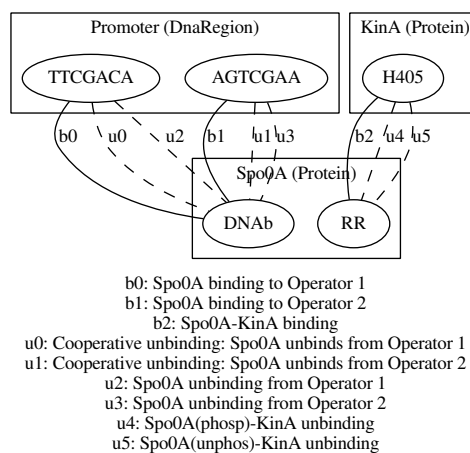 Promoter (DnaRegion)
KinA (Protein)
TTCGACA
AGTCGAA
H405
b0
u0
u2
b1
u1
u3
b2
u4
u5
Spo0A (Protein)
DNAb
RR
b0: Spo0A binding to Operator 1
b1: Spo0A binding to Operator 2
b2: Spo0A-KinA binding
u0: Cooperative unbinding: Spo0A unbinds from Operator 1
u1: Cooperative unbinding: Spo0A unbinds from Operator 2
u2: Spo0A unbinding from Operator 1
u3: Spo0A unbinding from Operator 2
u4: Spo0A(phosp)-KinA unbinding
u5: Spo0A(unphos)-KinA unbinding